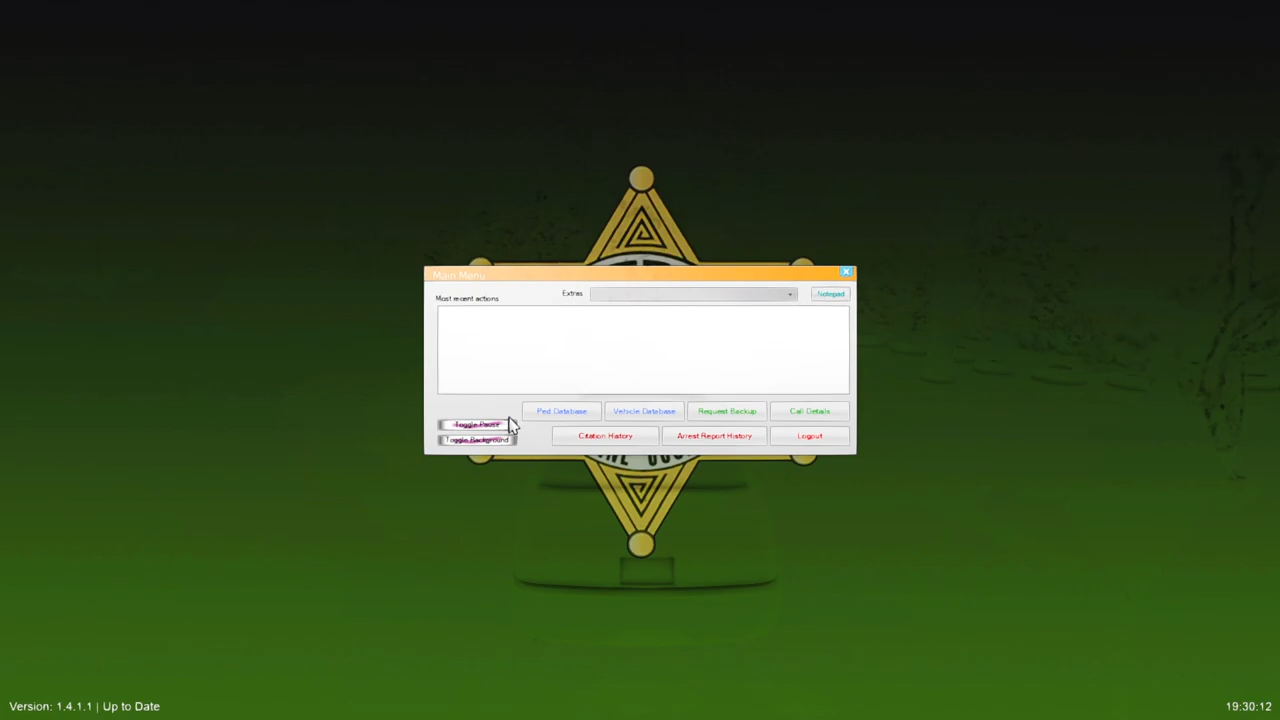 Main Menu
Extras
Notepad
Most recent actions
Ped Database
Vehicle Database
Request Backup
Call Details
Toggle Pause
Toggle Background
Citation History
Arrest Report History
Logout
Version: 1.4.1.1 | Up to Date
19:30:12